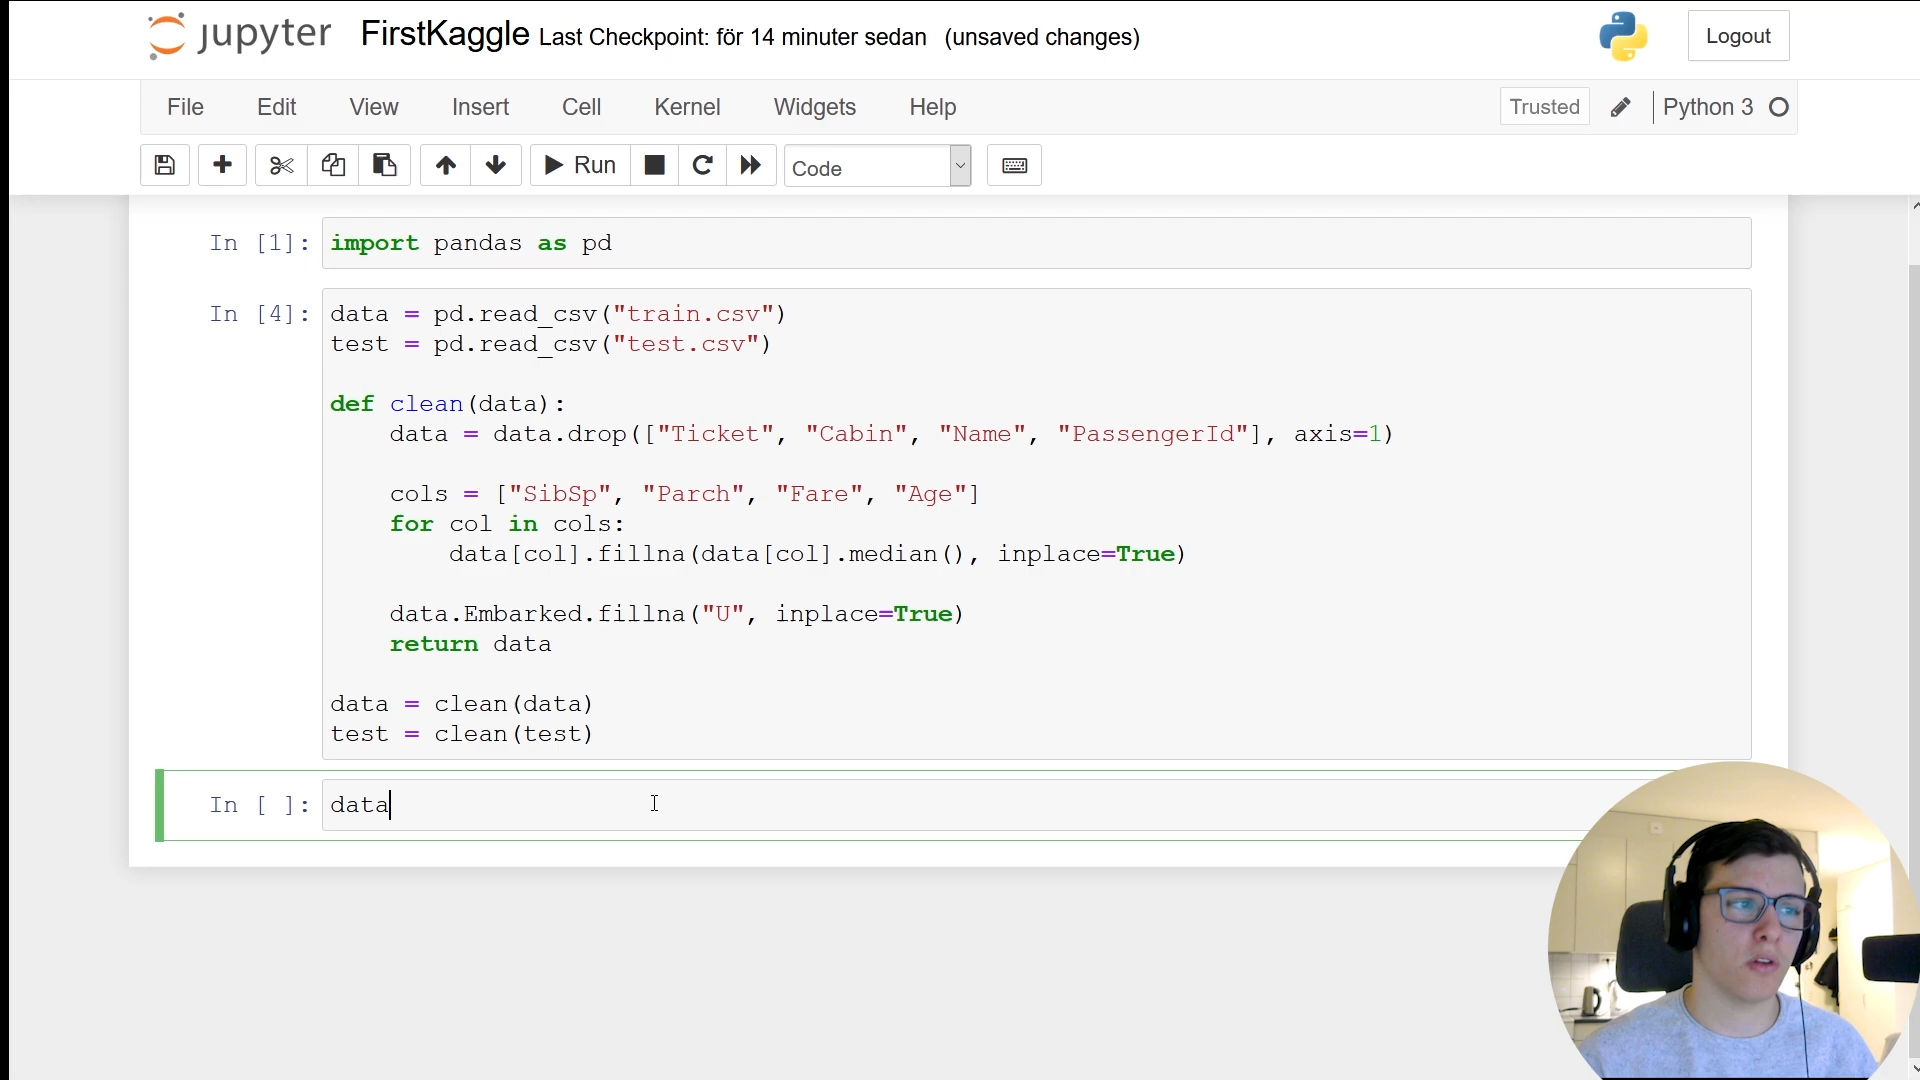 jupyter FirstKaggle Last Checkpoint: för 14 minuter sedan (unsaved changes) Logout
File Edit View Insert Cell Kernel Widgets Help Trusted Python 3
Run Code
In [1]: import pandas as pd
In [4]: data = pd.read_csv("train.csv")
test = pd.read_csv("test.csv")
def clean(data):
data = data.drop(["Ticket", "Cabin", "Name", "PassengerId"], axis=1)
cols = ["SibSp", "Parch", "Fare", "Age"]
for col in cols:
data[col].fillna(data[col].median(), inplace=True)
data.Embarked.fillna("U", inplace=True)
return data
data = clean(data)
test = clean(test)
In [ ]: data